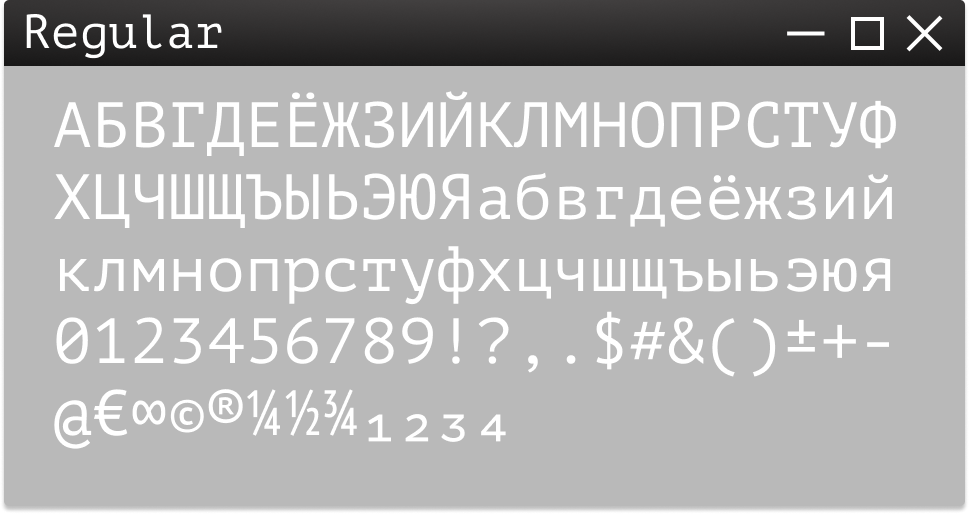 Regular
АБВГДЕЁЖЗИЙКЛМНОПРСТУФ
ХЦЧШЩЪЫЬЭЮЯабвгдеёжзий
клмнопрстуфхцчшщъыьэюя
0123456789!?,.$#&()±+-
@€∞©®¼½¾₁₂₃₄